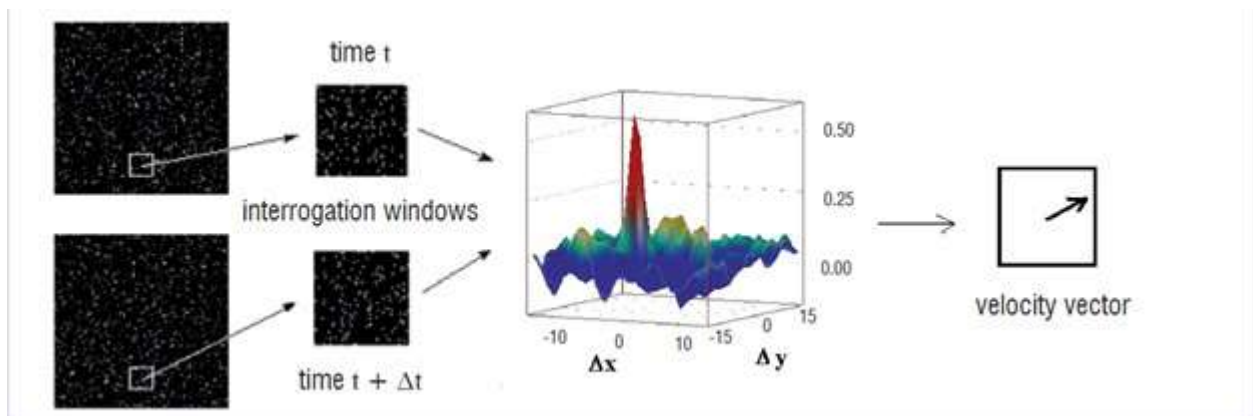 time t
interrogation windows
time t + Δt
0.50
0.25
0.00
-10
0
10
Δx
-15
0
15
Δy
velocity vector